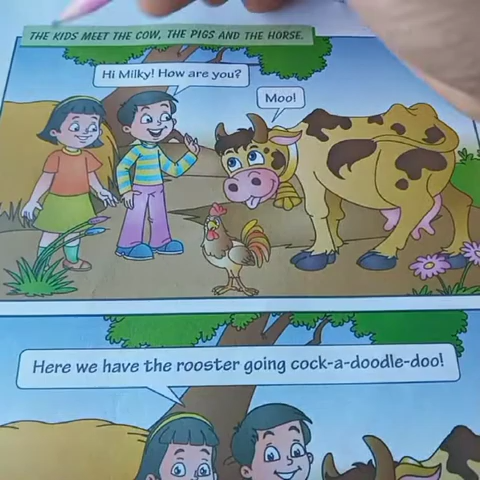 THE KIDS MEET THE COW, THE PIGS AND THE HORSE.
Hi Milky! How are you?
Moo!
Here we have the rooster going cock-a-doodle-doo!